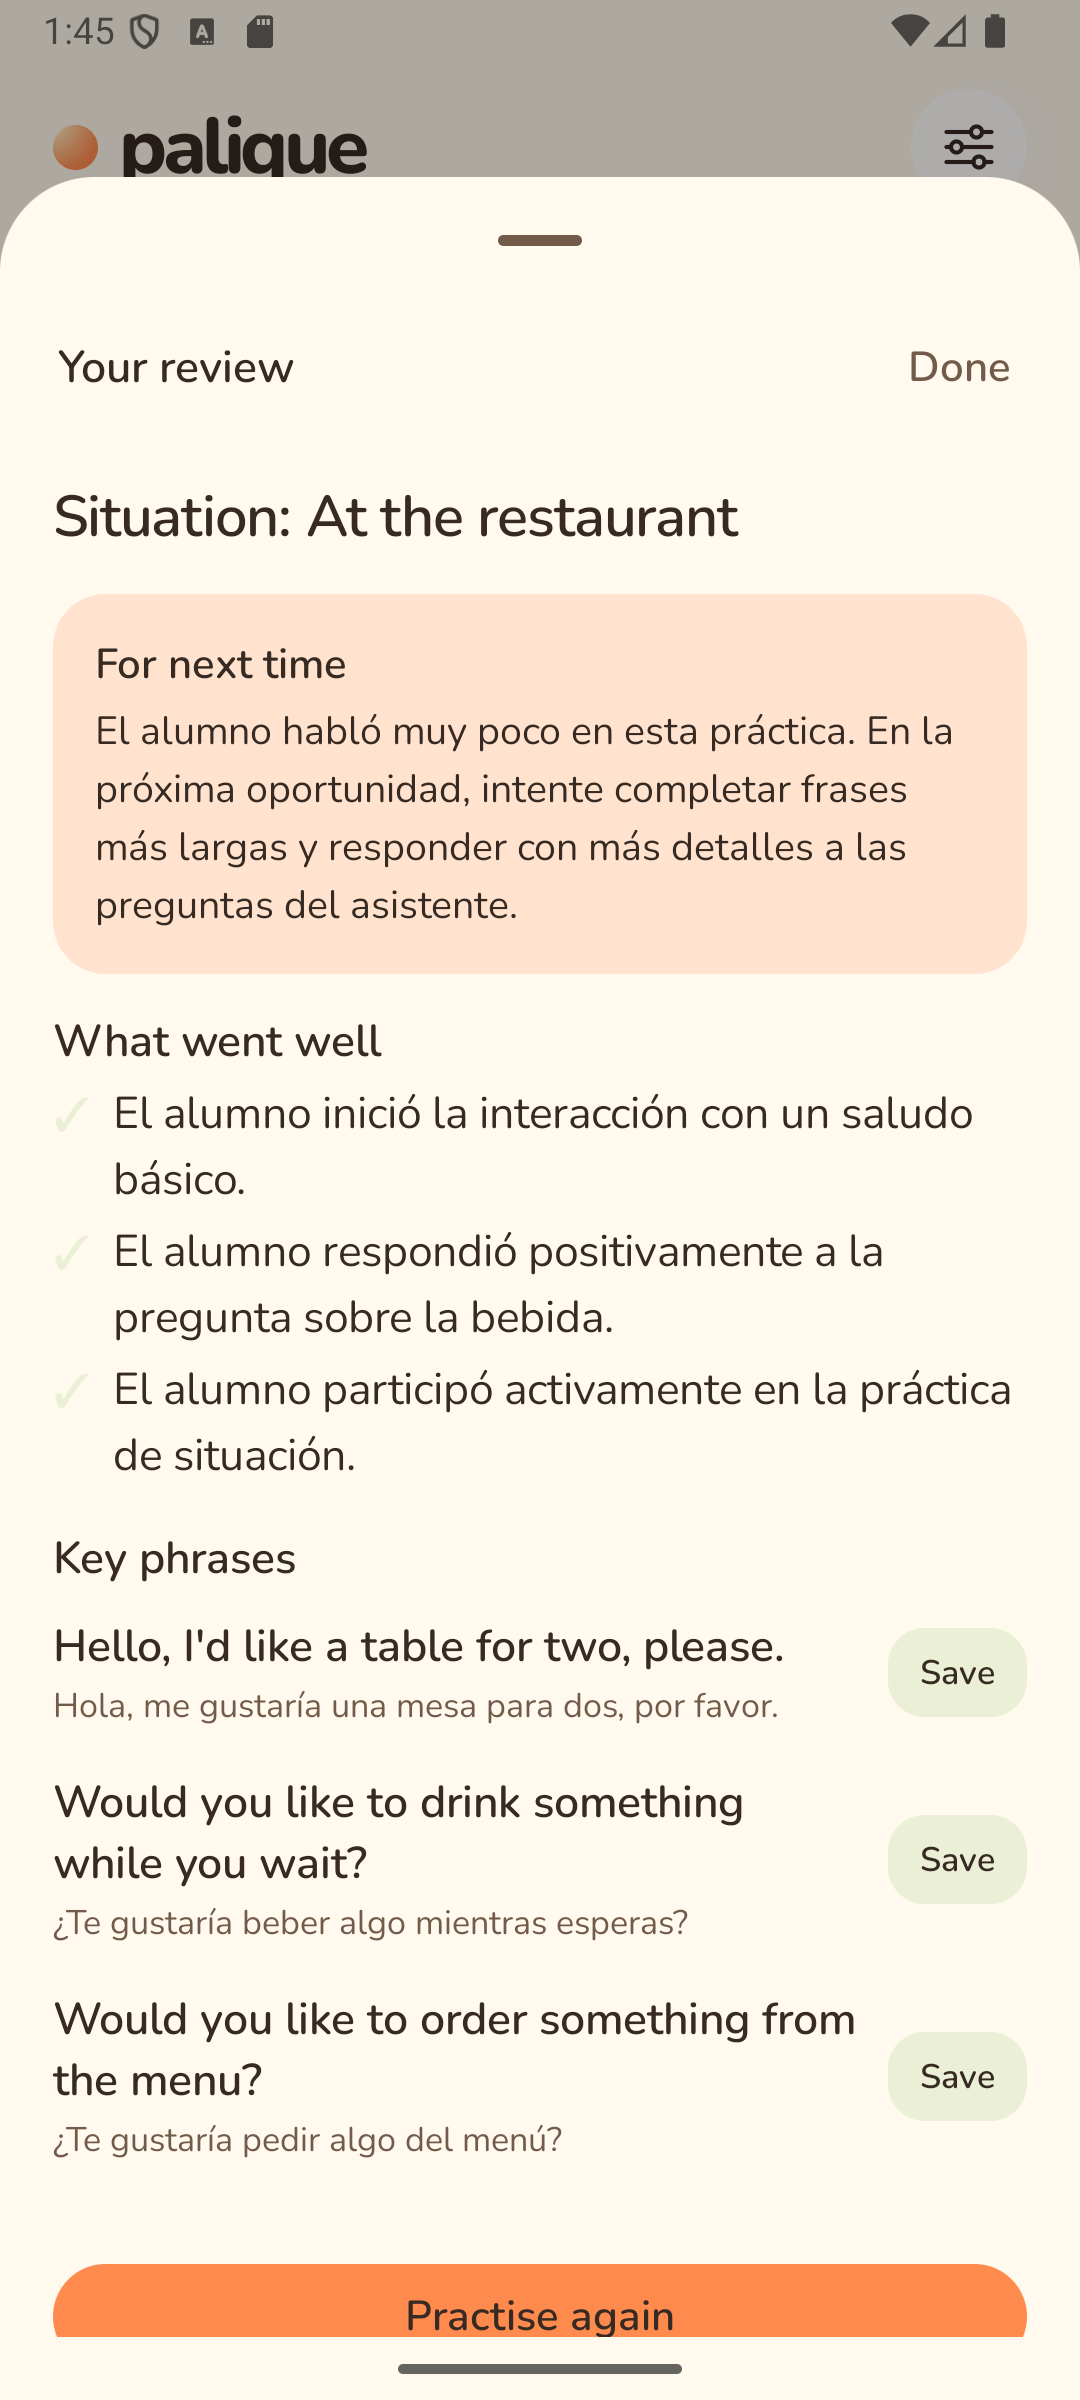 1:45
palique
Your review
Done
Situation: At the restaurant
For next time
El alumno habló muy poco en esta práctica. En la
próxima oportunidad, intente completar frases
más largas y responder con más detalles a las
preguntas del asistente.
What went well
✓ El alumno inició la interacción con un saludo
básico.
✓ El alumno respondió positivamente a la
pregunta sobre la bebida.
✓ El alumno participó activamente en la práctica
de situación.
Key phrases
Hello, I'd like a table for two, please.
Hola, me gustaría una mesa para dos, por favor.
Save
Would you like to drink something
while you wait?
¿Te gustaría beber algo mientras esperas?
Save
Would you like to order something from
the menu?
¿Te gustaría pedir algo del menú?
Save
Practise again